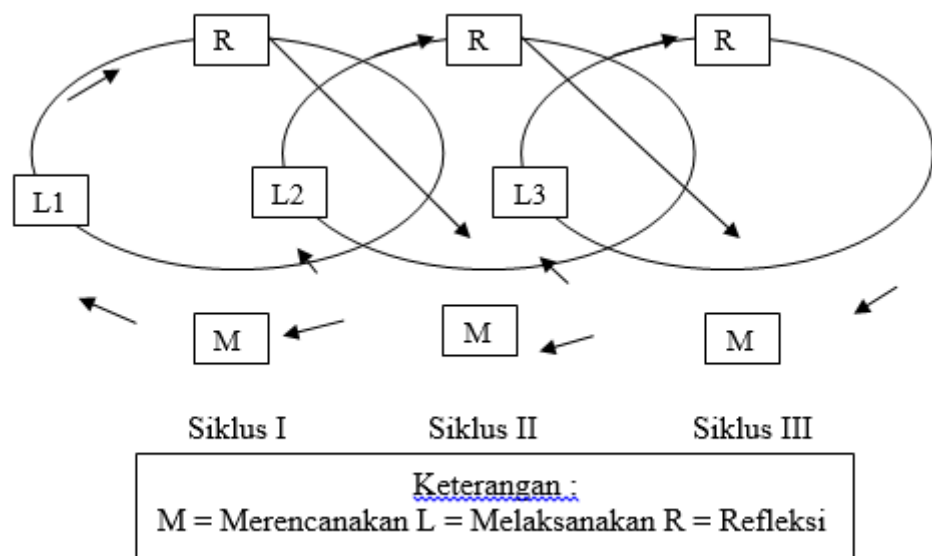 R R R
L1 L2 L3
M M M
Siklus I Siklus II Siklus III
Keterangan :
M = Merencanakan L = Melaksanakan R = Refleksi